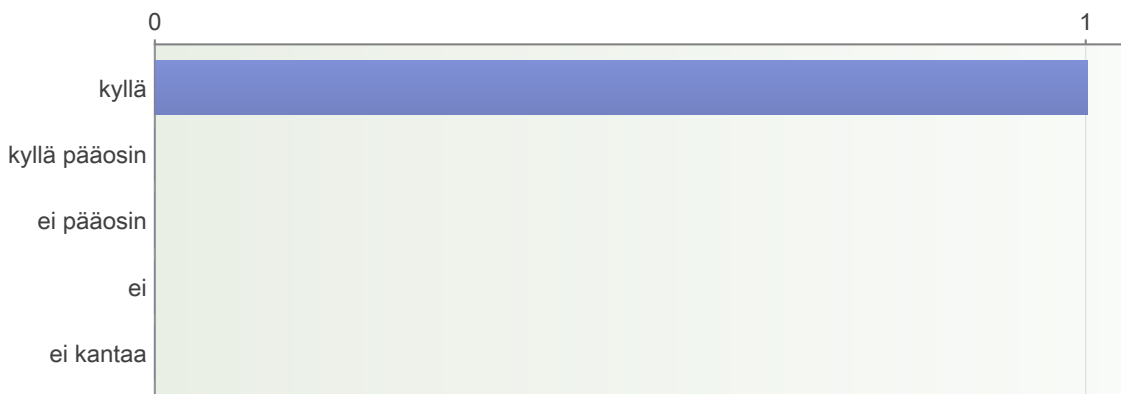 0 1
kyllä
kyllä pääosin
ei pääosin
ei
ei kantaa